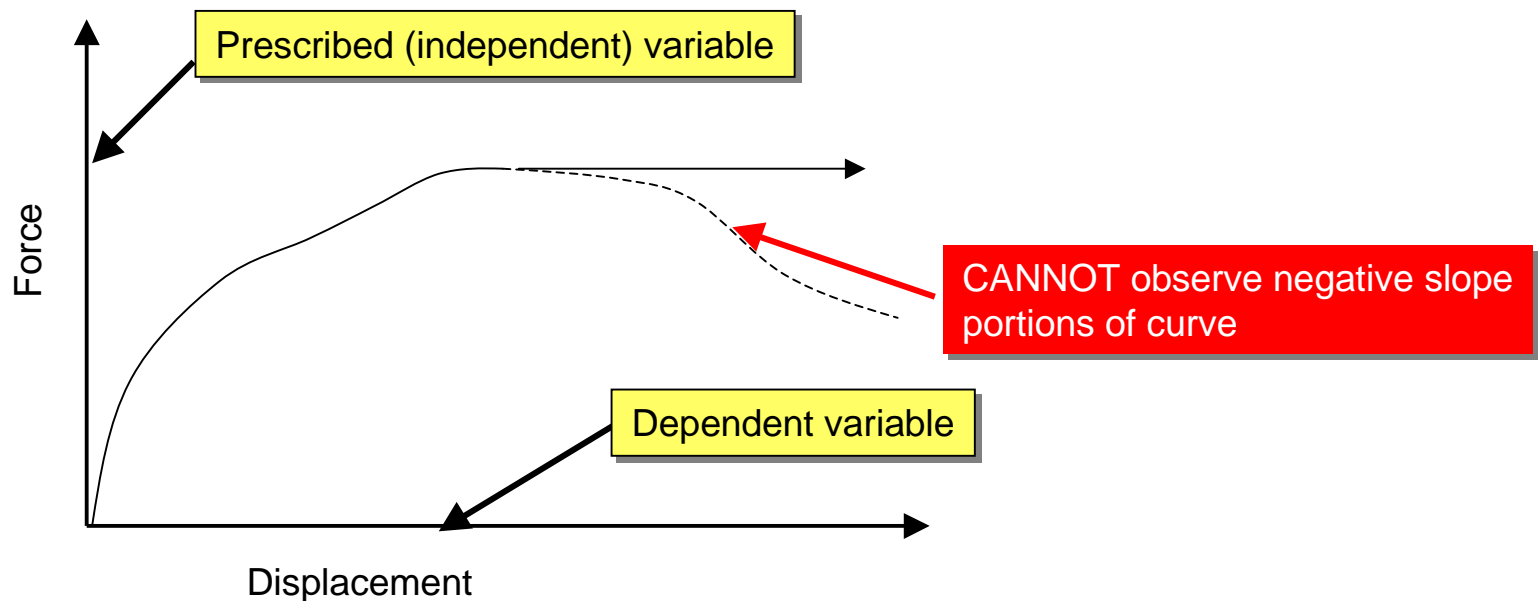 Prescribed (independent) variable
Force
CANNOT observe negative slope
portions of curve
Dependent variable
Displacement